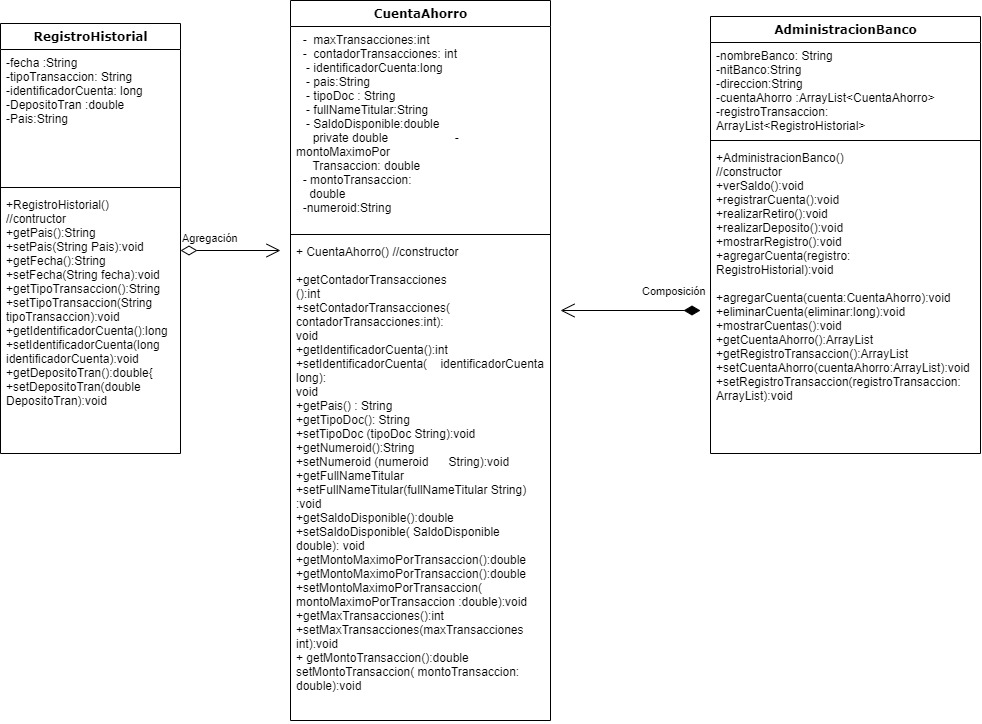 RegistroHistorial
-fecha :String
-tipoTransaccion: String
-identificadorCuenta: long
-DepositoTran :double
-Pais:String
+RegistroHistorial()
//contructor
+getPais():String
+setPais(String Pais):void
+getFecha():String
+setFecha(String fecha):void
+getTipoTransaccion():String
+setTipoTransaccion(String
tipoTransaccion):void
+getIdentificadorCuenta():long
+setIdentificadorCuenta(long
identificadorCuenta):void
+getDepositoTran():double{
+setDepositoTran(double
DepositoTran):void
Agregación
CuentaAhorro
- maxTransacciones:int
- contadorTransacciones: int
- identificadorCuenta:long
- pais:String
- tipoDoc : String
- fullNameTitular:String
- SaldoDisponible:double
private double -
montoMaximoPor
Transaccion: double
- montoTransaccion:
double
-numeroid:String
+ CuentaAhorro() //constructor
+getContadorTransacciones
():int
+setContadorTransacciones(
contadorTransacciones:int):
void
+getIdentificadorCuenta():int
+setIdentificadorCuenta( identificadorCuenta
long):
void
+getPais() : String
+getTipoDoc(): String
+setTipoDoc (tipoDoc String):void
+getNumeroid():String
+setNumeroid (numeroid String):void
+getFullNameTitular
+setFullNameTitular(fullNameTitular String)
:void
+getSaldoDisponible():double
+setSaldoDisponible( SaldoDisponible
double): void
+getMontoMaximoPorTransaccion():double
+getMontoMaximoPorTransaccion():double
+setMontoMaximoPorTransaccion(
montoMaximoPorTransaccion :double):void
+getMaxTransacciones():int
+setMaxTransacciones(maxTransacciones
int):void
+ getMontoTransaccion():double
setMontoTransaccion( montoTransaccion:
double):void
Composición
AdministracionBanco
-nombreBanco: String
-nitBanco:String
-direccion:String
-cuentaAhorro :ArrayList<CuentaAhorro>
-registroTransaccion:
ArrayList<RegistroHistorial>
+AdministracionBanco()
//constructor
+verSaldo():void
+registrarCuenta():void
+realizarRetiro():void
+realizarDeposito():void
+mostrarRegistro():void
+agregarCuenta(registro:
RegistroHistorial):void
+agregarCuenta(cuenta:CuentaAhorro):void
+eliminarCuenta(eliminar:long):void
+mostrarCuentas():void
+getCuentaAhorro():ArrayList
+getRegistroTransaccion():ArrayList
+setCuentaAhorro(cuentaAhorro:ArrayList):void
+setRegistroTransaccion(registroTransaccion:
ArrayList):void